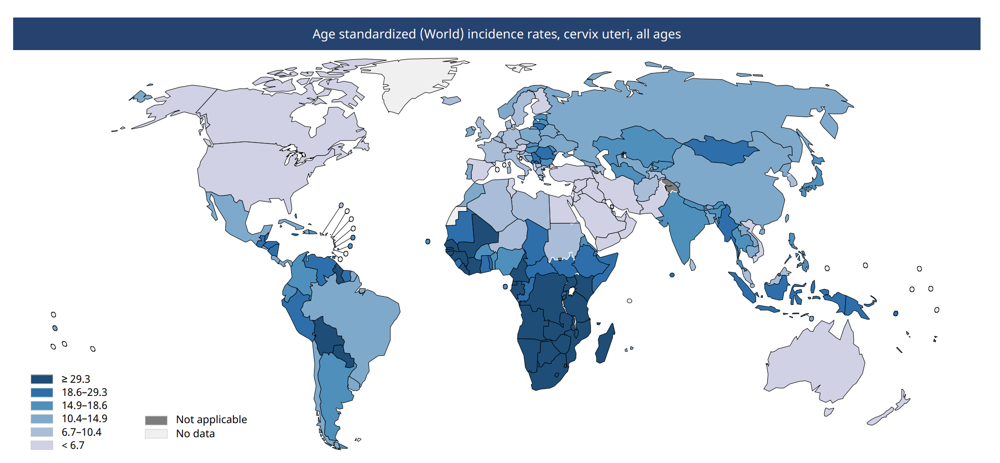 Age standardized (World) incidence rates, cervix uteri, all ages
≥ 29.3
18.6–29.3
14.9–18.6
10.4–14.9
6.7–10.4
< 6.7
Not applicable
No data